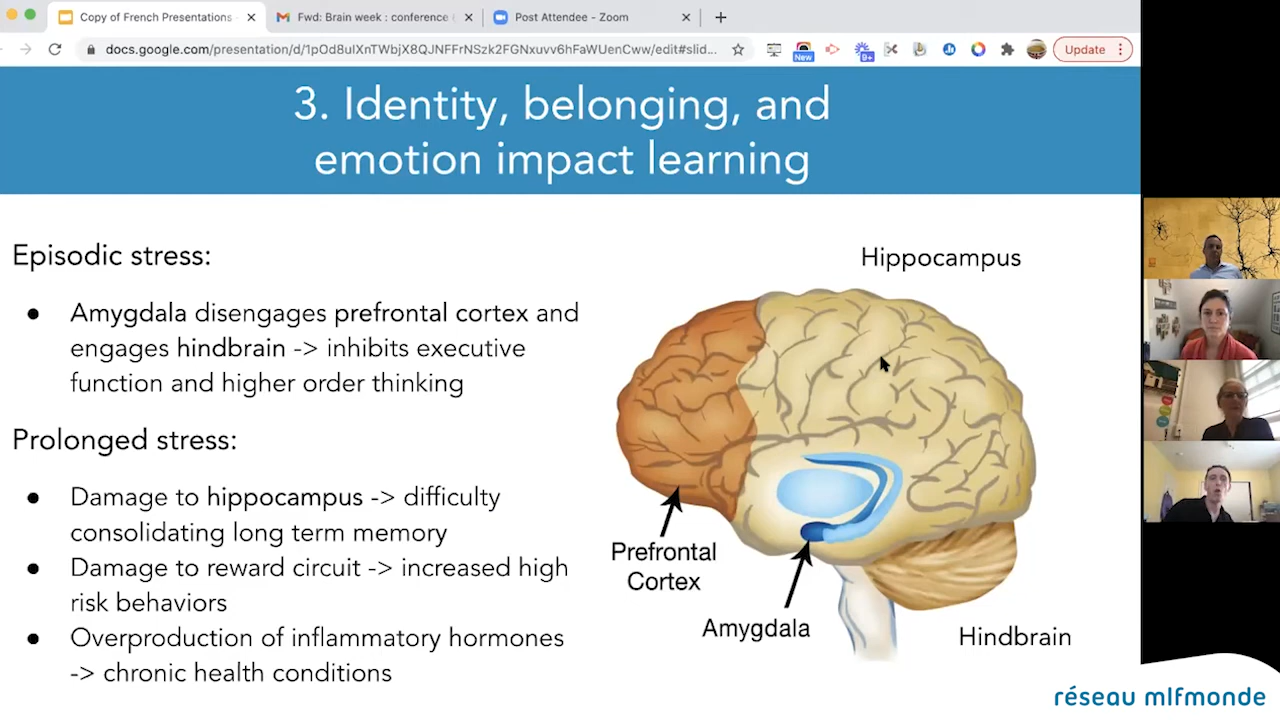 Copy of French Presentations -
Fwd: Brain week : conference
Post Attendee - Zoom
docs.google.com/presentation/d/1pOd8uIXnTWbjX8QJNFFrNSzk2FGNxuvv6hFaWUenCww/edit#slid...
New
9+
Update
3. Identity, belonging, and
emotion impact learning
Episodic stress:
● Amygdala disengages prefrontal cortex and
engages hindbrain -> inhibits executive
function and higher order thinking
Prolonged stress:
● Damage to hippocampus -> difficulty
consolidating long term memory
● Damage to reward circuit -> increased high
risk behaviors
● Overproduction of inflammatory hormones
-> chronic health conditions
Hippocampus
Prefrontal
Cortex
Amygdala
Hindbrain
réseau mlfmonde